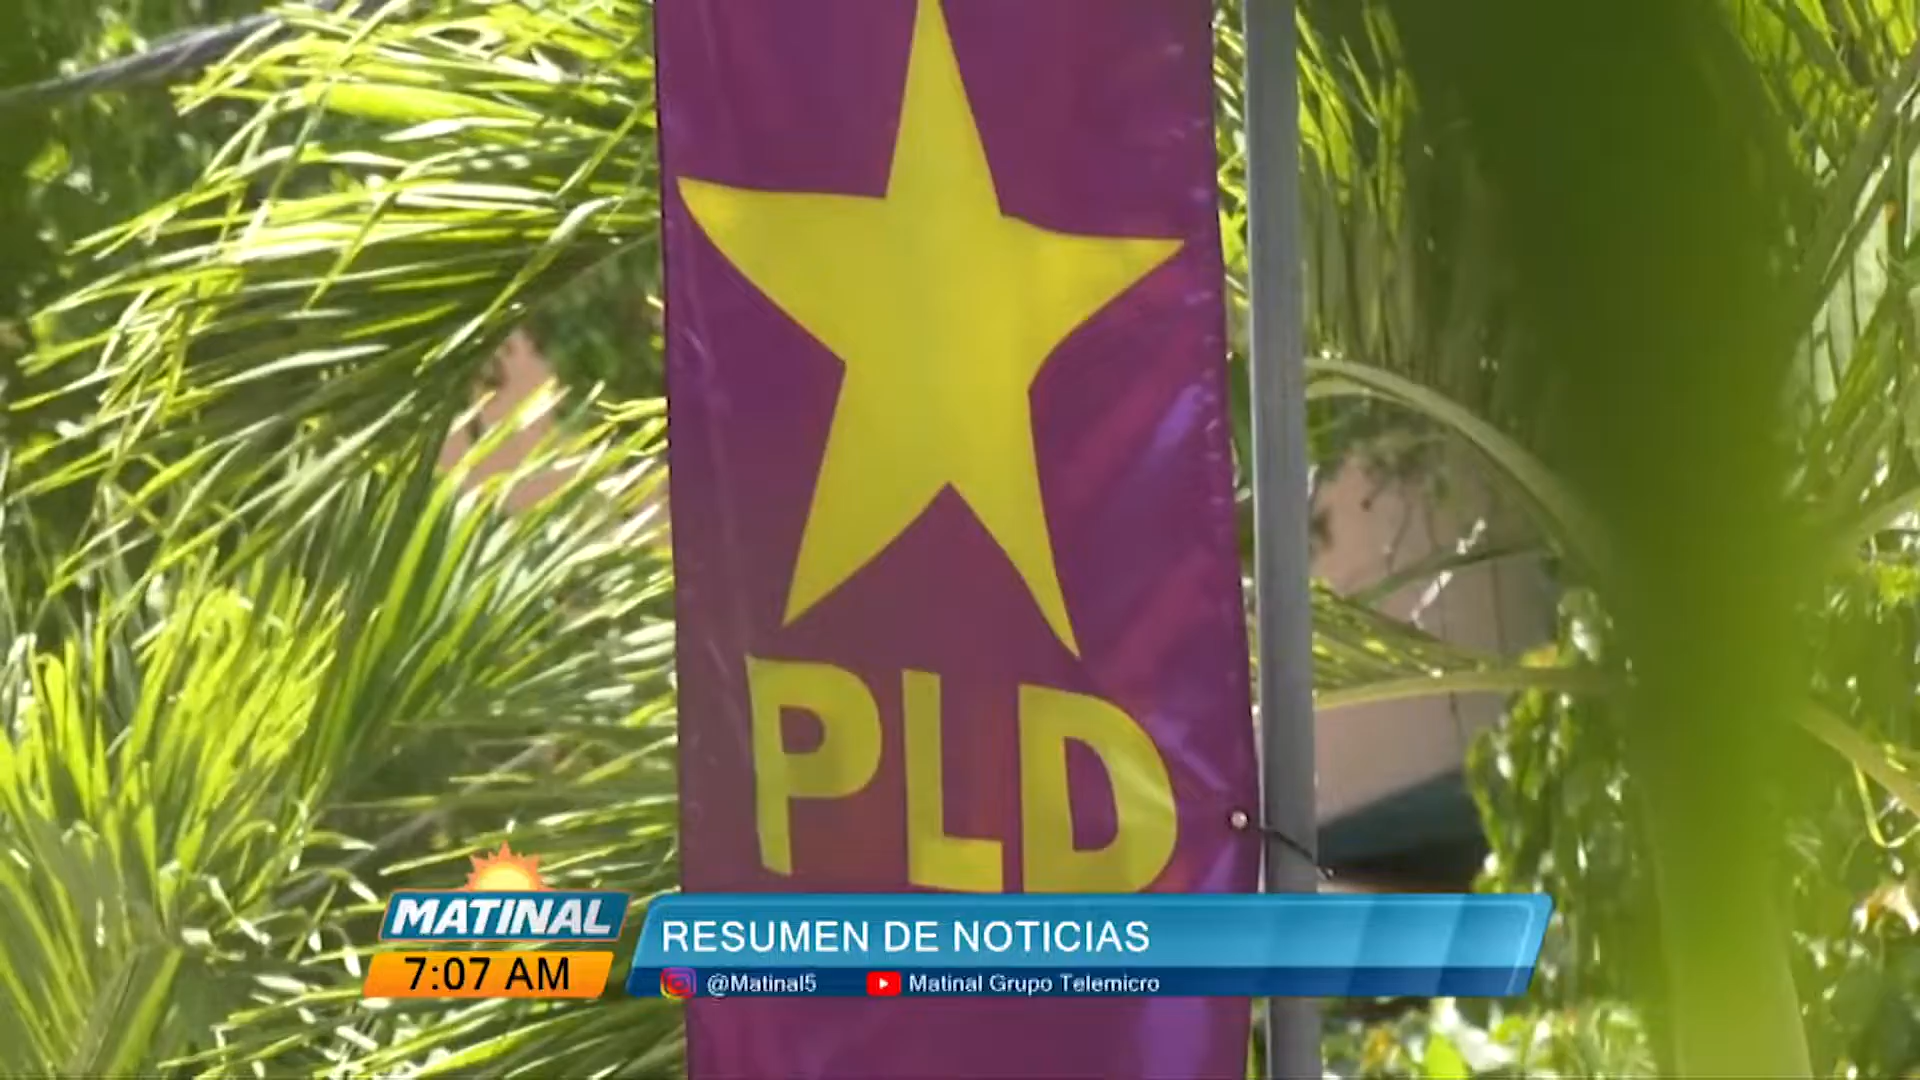 PLD
MATINAL
7:07 AM
RESUMEN DE NOTICIAS
@Matinal5
Matinal Grupo Telemicro